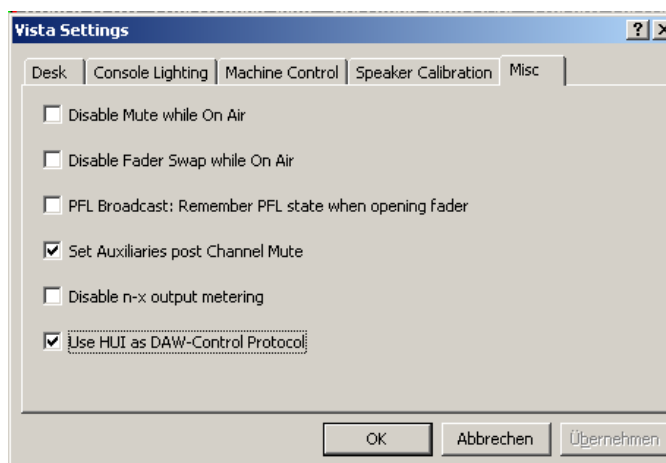 Vista Settings
Desk Console Lighting Machine Control Speaker Calibration Misc
Disable Mute while On Air
Disable Fader Swap while On Air
PFL Broadcast: Remember PFL state when opening fader
Set Auxiliaries post Channel Mute
Disable n-x output metering
Use HUI as DAW-Control Protocol
OK Abbrechen Übernehmen